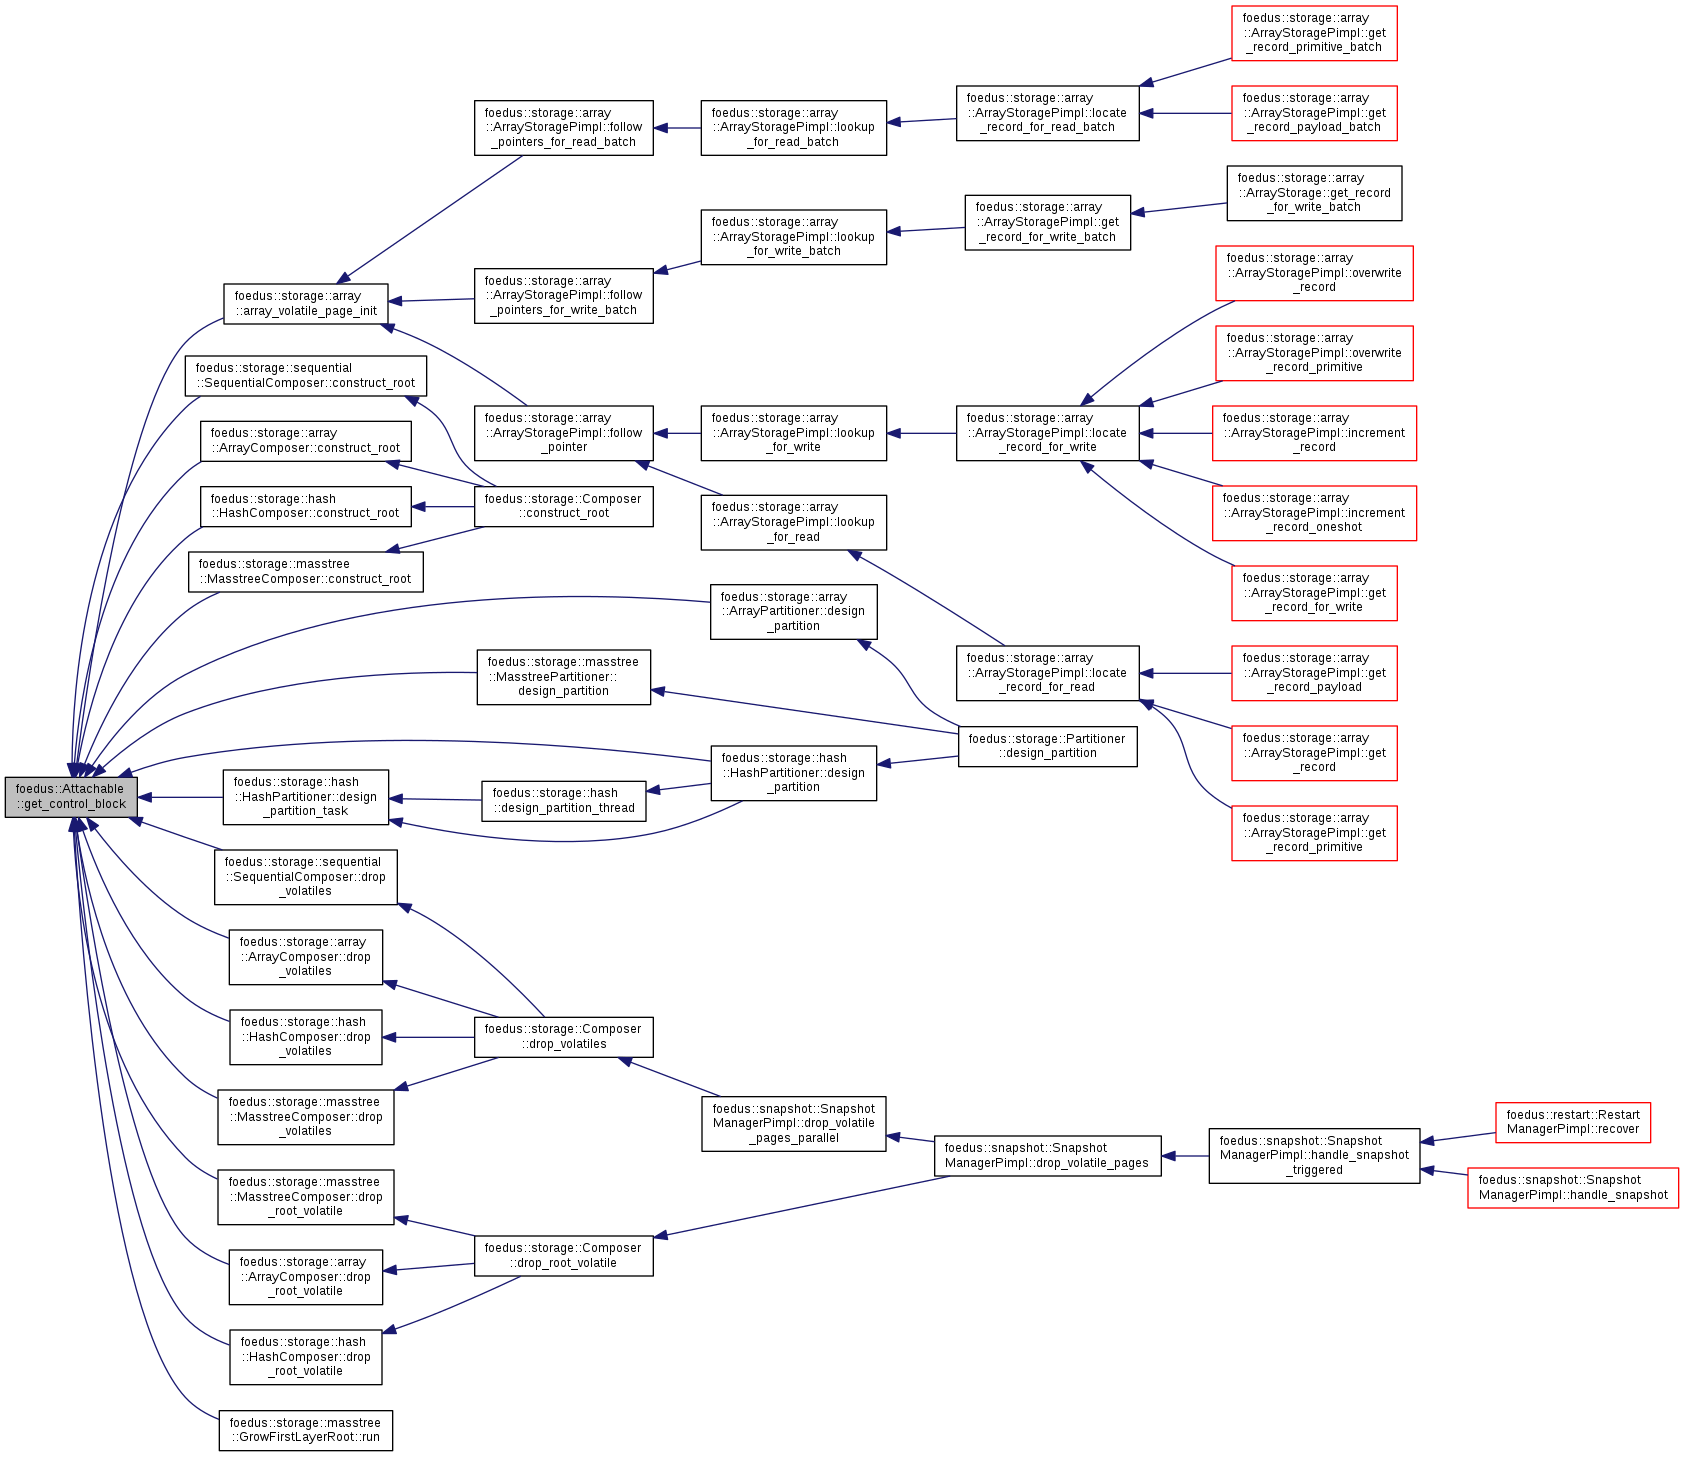 foedus::storage::array
::ArrayStoragePimpl::get
_record_primitive_batch
foedus::storage::array
::ArrayStoragePimpl::follow
_pointers_for_read_batch
foedus::storage::array
::ArrayStoragePimpl::lookup
_for_read_batch
foedus::storage::array
::ArrayStoragePimpl::locate
_record_for_read_batch
foedus::storage::array
::ArrayStoragePimpl::get
_record_payload_batch
foedus::storage::array
::ArrayStorage::get_record
_for_write_batch
foedus::storage::array
::ArrayStoragePimpl::get
_record_for_write_batch
foedus::storage::array
::ArrayStoragePimpl::lookup
_for_write_batch
foedus::storage::array
::ArrayStoragePimpl::overwrite
_record
foedus::storage::array
::array_volatile_page_init
foedus::storage::array
::ArrayStoragePimpl::follow
_pointers_for_write_batch
foedus::storage::array
::ArrayStoragePimpl::overwrite
_record_primitive
foedus::storage::sequential
::SequentialComposer::construct_root
foedus::storage::array
::ArrayComposer::construct_root
foedus::storage::array
::ArrayStoragePimpl::follow
_pointer
foedus::storage::array
::ArrayStoragePimpl::lookup
_for_write
foedus::storage::array
::ArrayStoragePimpl::locate
_record_for_write
foedus::storage::array
::ArrayStoragePimpl::increment
_record
foedus::storage::hash
::HashComposer::construct_root
foedus::storage::Composer
::construct_root
foedus::storage::array
::ArrayStoragePimpl::lookup
_for_read
foedus::storage::array
::ArrayStoragePimpl::increment
_record_oneshot
foedus::storage::masstree
::MasstreeComposer::construct_root
foedus::storage::array
::ArrayStoragePimpl::get
_record_for_write
foedus::storage::array
::ArrayPartitioner::design
_partition
foedus::storage::masstree
::MasstreePartitioner::
design_partition
foedus::storage::array
::ArrayStoragePimpl::locate
_record_for_read
foedus::storage::array
::ArrayStoragePimpl::get
_record_payload
foedus::storage::Partitioner
::design_partition
foedus::storage::array
::ArrayStoragePimpl::get
_record
foedus::Attachable
::get_control_block
foedus::storage::hash
::HashPartitioner::design
_partition_task
foedus::storage::hash
::design_partition_thread
foedus::storage::hash
::HashPartitioner::design
_partition
foedus::storage::array
::ArrayStoragePimpl::get
_record_primitive
foedus::storage::sequential
::SequentialComposer::drop
_volatiles
foedus::storage::array
::ArrayComposer::drop
_volatiles
foedus::storage::hash
::HashComposer::drop
_volatiles
foedus::storage::Composer
::drop_volatiles
foedus::storage::masstree
::MasstreeComposer::drop
_volatiles
foedus::snapshot::Snapshot
ManagerPimpl::drop_volatile
_pages_parallel
foedus::snapshot::Snapshot
ManagerPimpl::drop_volatile_pages
foedus::snapshot::Snapshot
ManagerPimpl::handle_snapshot
_triggered
foedus::restart::Restart
ManagerPimpl::recover
foedus::snapshot::Snapshot
ManagerPimpl::handle_snapshot
foedus::storage::masstree
::MasstreeComposer::drop
_root_volatile
foedus::storage::Composer
::drop_root_volatile
foedus::storage::array
::ArrayComposer::drop
_root_volatile
foedus::storage::hash
::HashComposer::drop
_root_volatile
foedus::storage::masstree
::GrowFirstLayerRoot::run